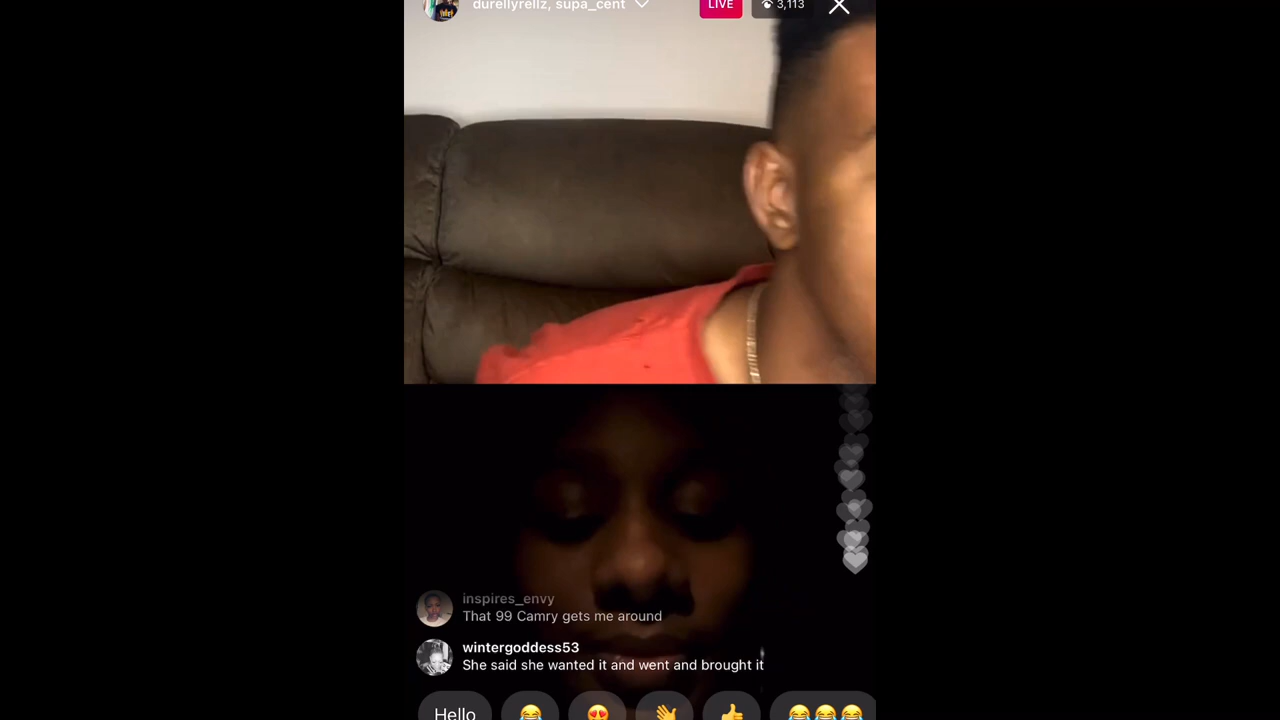 durellyrellz, supa_cent
LIVE
3,113
inspires_envy
That 99 Camry gets me around
wintergoddess53
She said she wanted it and went and brought it
Hello